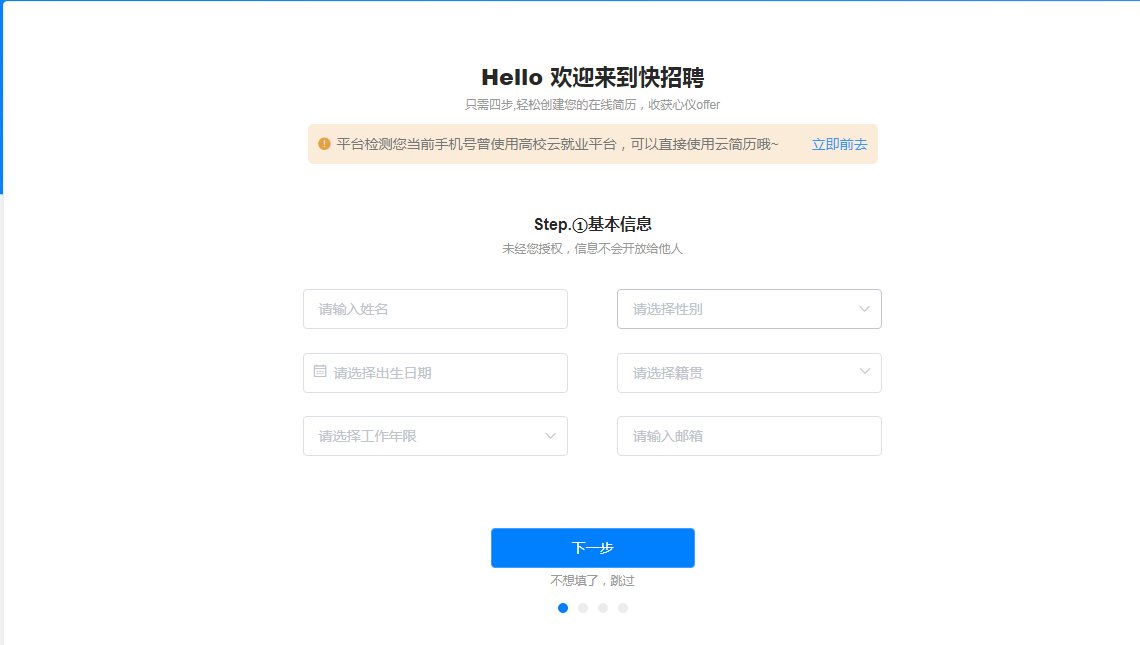 Hello 欢迎来到快招聘
只需四步,轻松创建您的在线简历，收获心仪offer
平台检测您当前手机号曾使用高校云就业平台，可以直接使用云简历哦~ 立即前去
Step.①基本信息
未经您授权，信息不会开放给他人
请输入姓名 请选择性别
请选择出生日期 请选择籍贯
请选择工作年限 请输入邮箱
下一步
不想填了，跳过